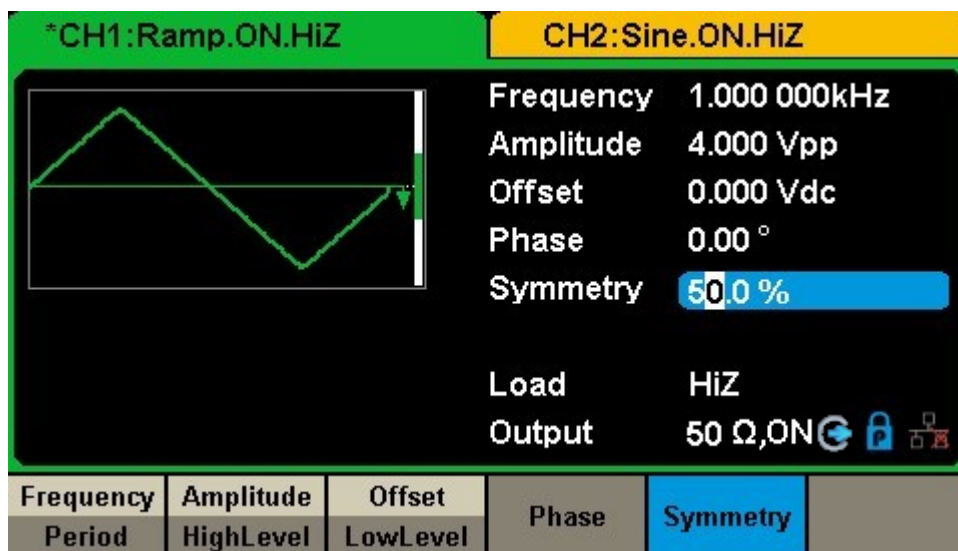 *CH1:Ramp.ON.HiZ
CH2:Sine.ON.HiZ
Frequency 1.000 000kHz
Amplitude 4.000 Vpp
Offset 0.000 Vdc
Phase 0.00 °
Symmetry 50.0 %
Load HiZ
Output 50 Ω,ON P
Frequency Amplitude Offset Phase Symmetry
Period HighLevel LowLevel